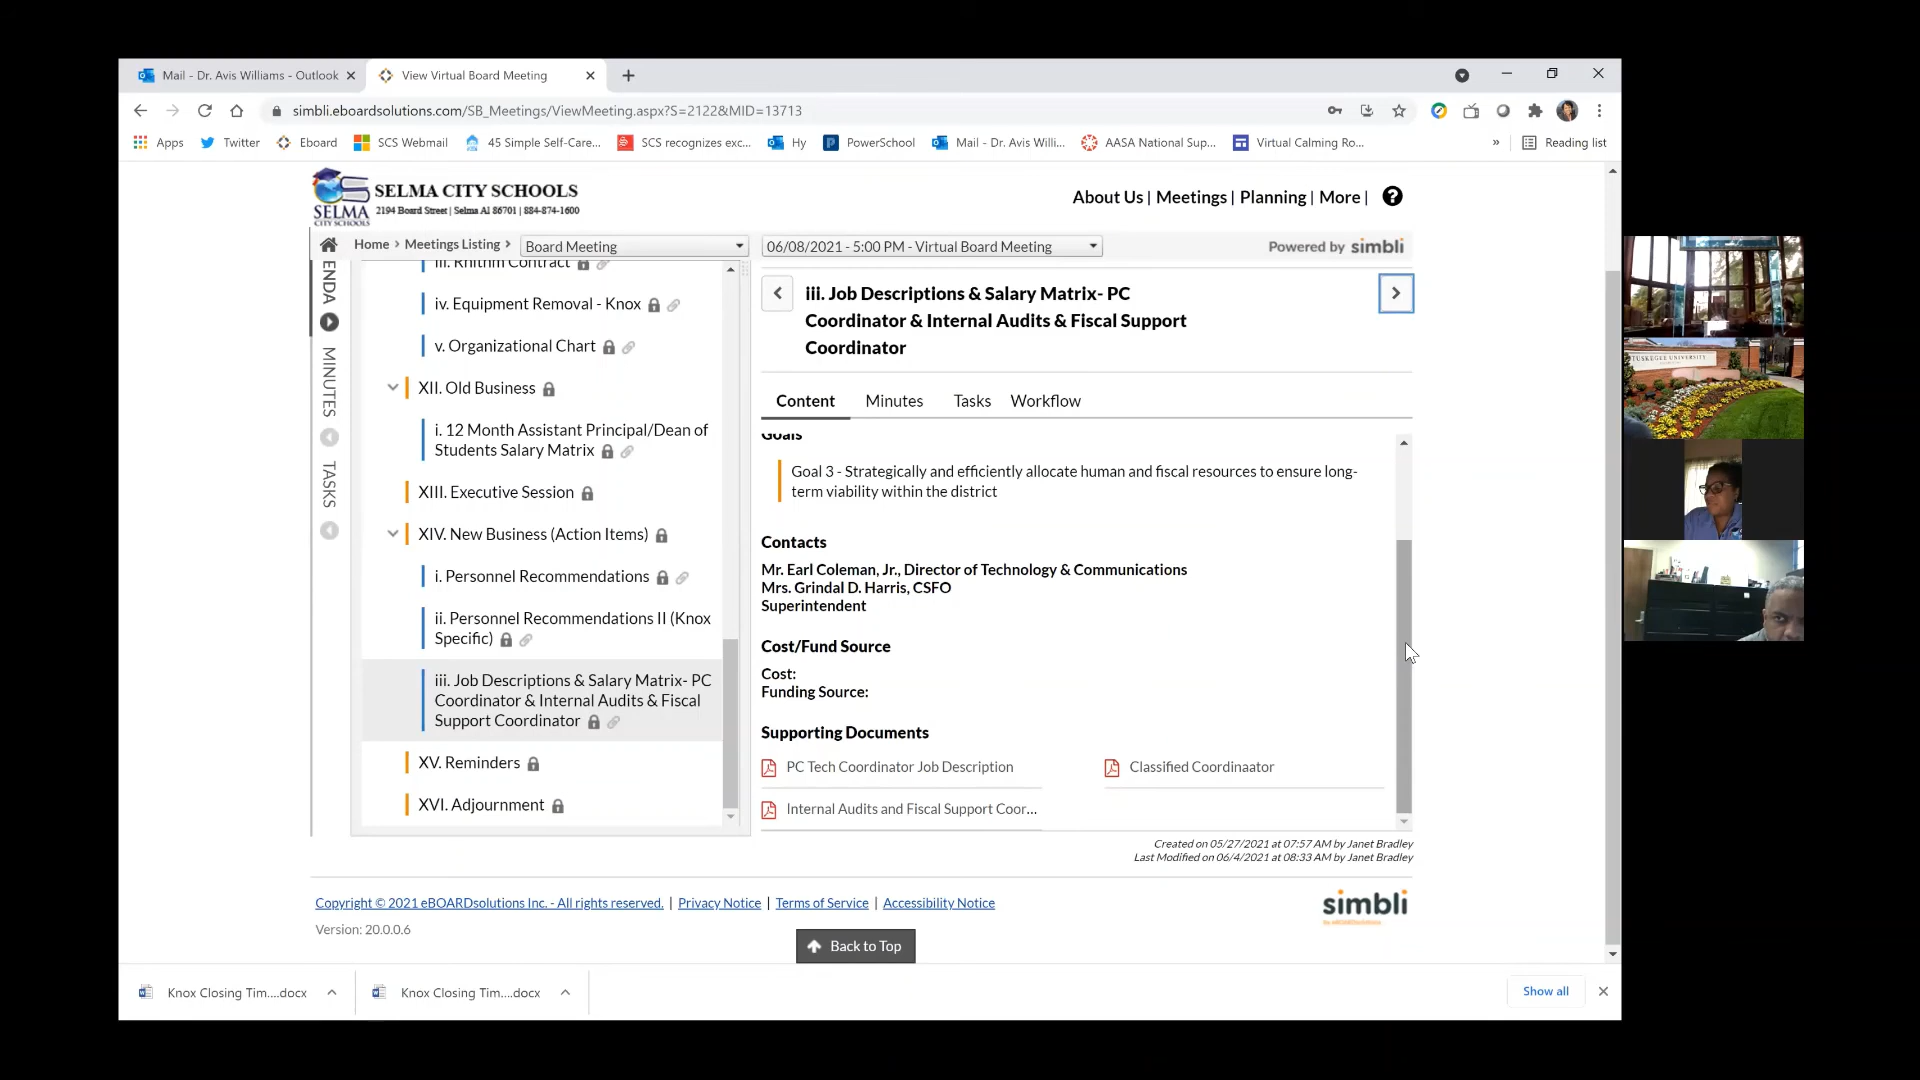 Mail - Dr. Avis Williams - Outlook
View Virtual Board Meeting
simbli.eboardsolutions.com/SB_Meetings/ViewMeeting.aspx?S=2122&MID=13713
Apps
Twitter
Eboard
SCS Webmail
45 Simple Self-Care...
SCS recognizes exc...
Hy
PowerSchool
Mail - Dr. Avis Willi...
AASA National Sup...
Virtual Calming Ro...
»
Reading list
SELMA CITY SCHOOLS
2194 Board Street | Selma Al 86701 | 884-874-1600
SELMA
CITY SCHOOLS
About Us | Meetings | Planning | More |
Home > Meetings Listing >
Board Meeting
06/08/2021 - 5:00 PM - Virtual Board Meeting
Powered by simbli
ENDA
MINUTES
TASKS
iii. Rhithm Contract
iv. Equipment Removal - Knox
v. Organizational Chart
XII. Old Business
i. 12 Month Assistant Principal/Dean of
Students Salary Matrix
XIII. Executive Session
XIV. New Business (Action Items)
i. Personnel Recommendations
ii. Personnel Recommendations II (Knox
Specific)
iii. Job Descriptions & Salary Matrix- PC
Coordinator & Internal Audits & Fiscal
Support Coordinator
XV. Reminders
XVI. Adjournment
iii. Job Descriptions & Salary Matrix- PC
Coordinator & Internal Audits & Fiscal Support
Coordinator
Content
Minutes
Tasks
Workflow
Goals
Goal 3 - Strategically and efficiently allocate human and fiscal resources to ensure long-
term viability within the district
Contacts
Mr. Earl Coleman, Jr., Director of Technology & Communications
Mrs. Grindal D. Harris, CSFO
Superintendent
Cost/Fund Source
Cost:
Funding Source:
Supporting Documents
PC Tech Coordinator Job Description
Classified Coordinaator
Internal Audits and Fiscal Support Coor...
Created on 05/27/2021 at 07:57 AM by Janet Bradley
Last Modified on 06/4/2021 at 08:33 AM by Janet Bradley
Copyright © 2021 eBOARDsolutions Inc. - All rights reserved. | Privacy Notice | Terms of Service | Accessibility Notice
simbli
Version: 20.0.0.6
Back to Top
Knox Closing Tim....docx
Knox Closing Tim....docx
Show all
TUSKEGEE UNIVERSITY